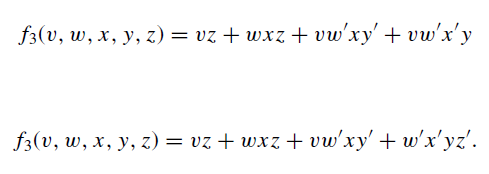 f₃(v, w, x, y, z) = vz + wxz + vw′xy′ + vw′x′y
f₃(v, w, x, y, z) = vz + wxz + vw′xy′ + w′x′yz′.